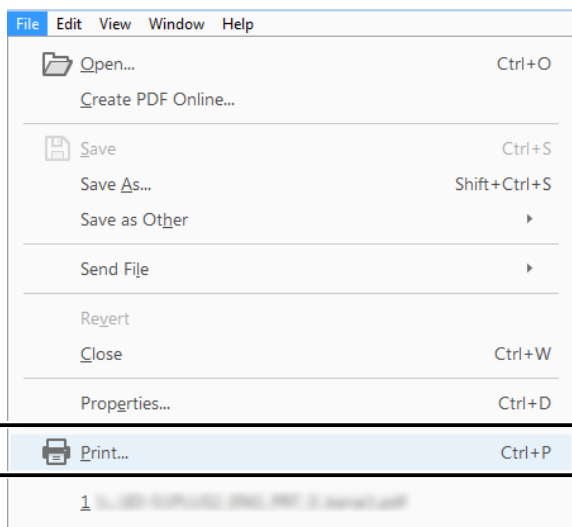 File Edit View Window Help
Open... Ctrl+O
Create PDF Online...
Save Ctrl+S
Save As... Shift+Ctrl+S
Save as Other
Send File
Revert
Close Ctrl+W
Properties... Ctrl+D
Print... Ctrl+P
1